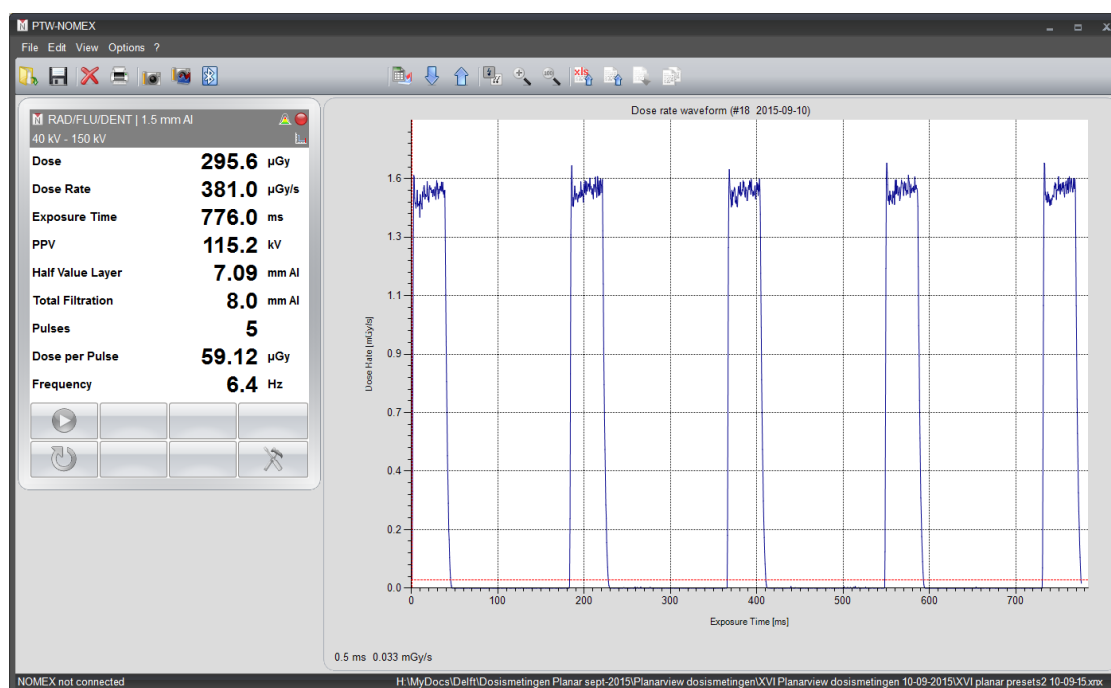 PTW-NOMEX
File Edit View Options ?
xls
RAD/FLU/DENT | 1.5 mm Al
40 kV - 150 kV
Dose 295.6 µGy
Dose Rate 381.0 µGy/s
Exposure Time 776.0 ms
PPV 115.2 kV
Half Value Layer 7.09 mm Al
Total Filtration 8.0 mm Al
Pulses 5
Dose per Pulse 59.12 µGy
Frequency 6.4 Hz
Dose rate waveform (#18 2015-09-10)
Dose Rate [mGy/s]
1.6
1.3
1.1
0.9
0.7
0.4
0.2
0.0
0 100 200 300 400 500 600 700
Exposure Time [ms]
0.5 ms 0.033 mGy/s
NOMEX not connected
H:\MyDocs\Delft\Dosismetingen Planar sept-2015\Planarview dosismetingen\XVI Planarview dosismetingen 10-09-2015\XVI planar presets2 10-09-15.xnx